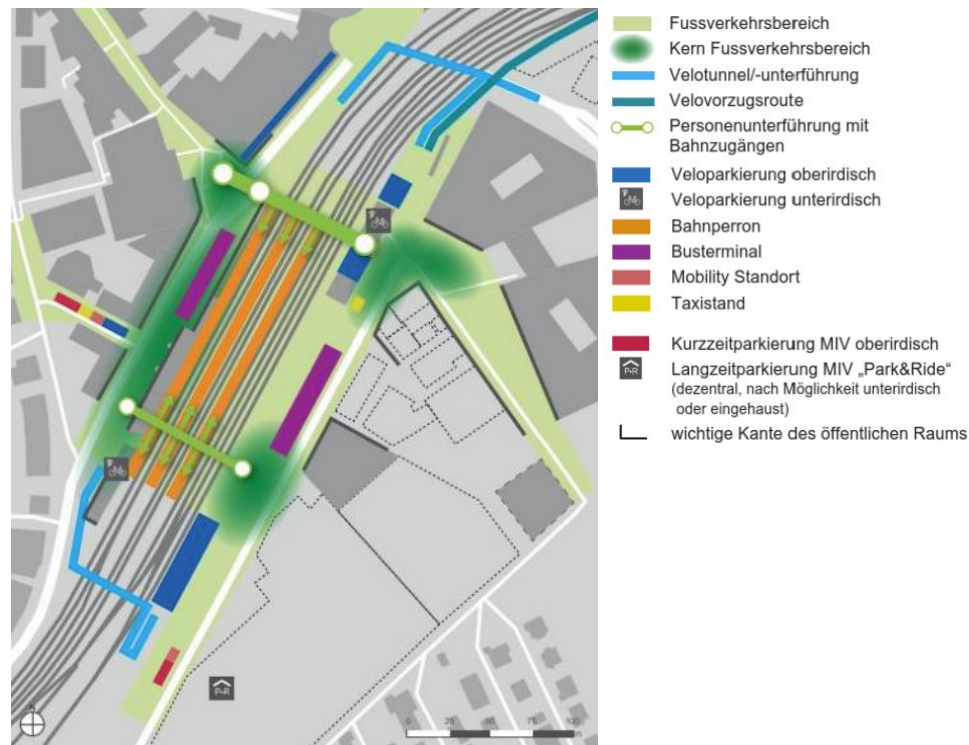 Fussverkehrsbereich
Kern Fussverkehrsbereich
Velotunnel/-unterführung
Velovorzugsroute
Personenunterführung mit
Bahnzugängen
Veloparkierung oberirdisch
P
Veloparkierung unterirdisch
Bahnperron
Busterminal
Mobility Standort
Taxistand
Kurzzeitparkierung MIV oberirdisch
P+R
Langzeitparkierung MIV „Park&Ride“
(dezentral, nach Möglichkeit unterirdisch
oder eingehaust)
wichtige Kante des öffentlichen Raums
P
P
P+R
N
0 25 50 75 100
m